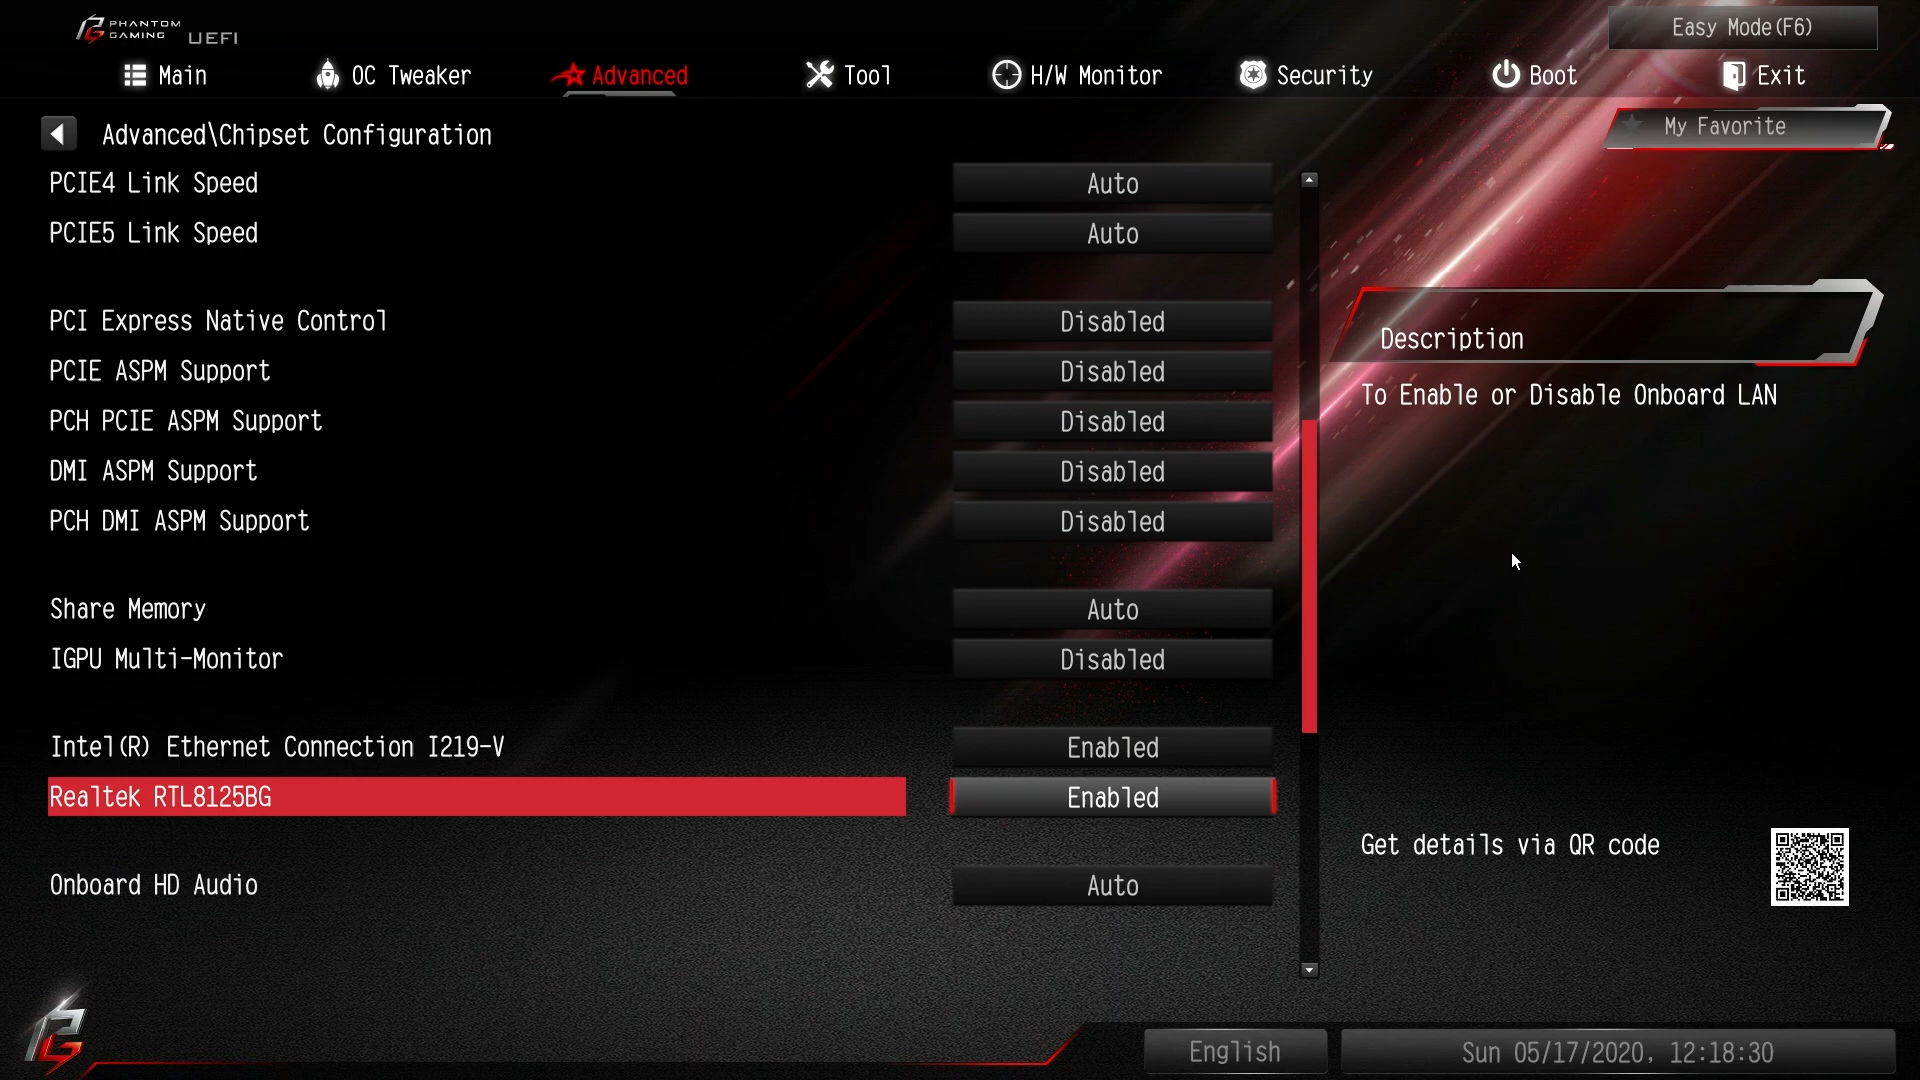 PHANTOM
GAMING UEFI
Easy Mode(F6)
Main OC Tweaker Advanced Tool H/W Monitor Security Boot Exit
Advanced\Chipset Configuration
My Favorite
PCIE4 Link Speed Auto
PCIE5 Link Speed Auto
PCI Express Native Control Disabled
PCIE ASPM Support Disabled
PCH PCIE ASPM Support Disabled
DMI ASPM Support Disabled
PCH DMI ASPM Support Disabled
Share Memory Auto
IGPU Multi-Monitor Disabled
Intel(R) Ethernet Connection I219-V Enabled
Realtek RTL8125BG Enabled
Onboard HD Audio Auto
Description
To Enable or Disable Onboard LAN
Get details via QR code
English
Sun 05/17/2020, 12:18:30